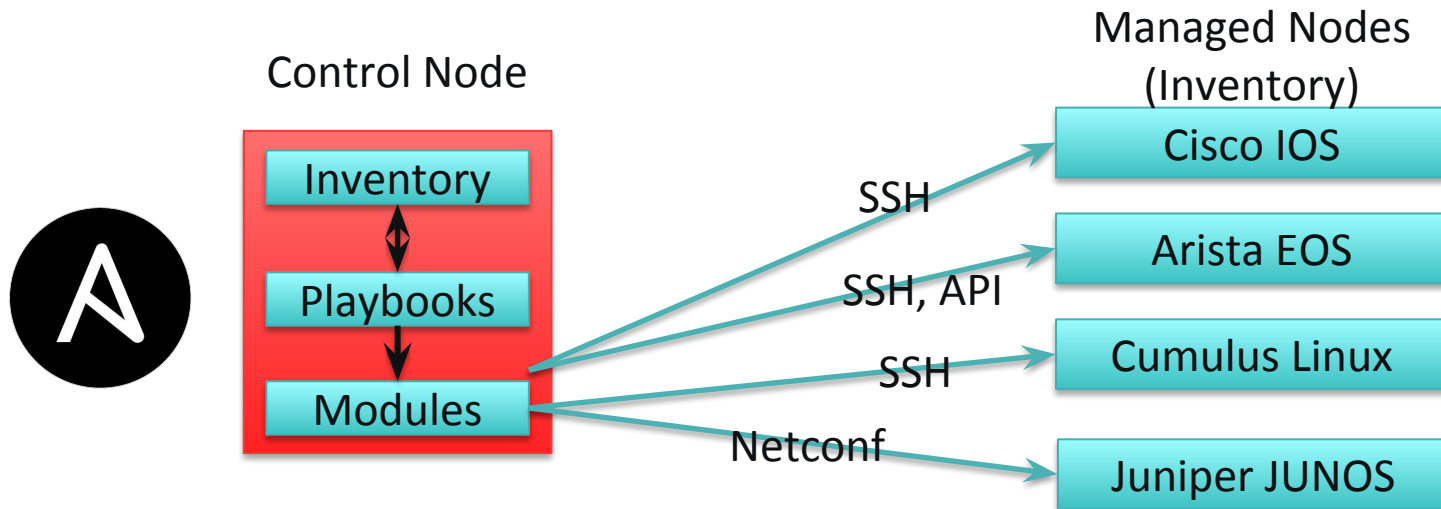 Control Node
Inventory
Playbooks
Modules
SSH
SSH, API
SSH
Netconf
Managed Nodes
(Inventory)
Cisco IOS
Arista EOS
Cumulus Linux
Juniper JUNOS